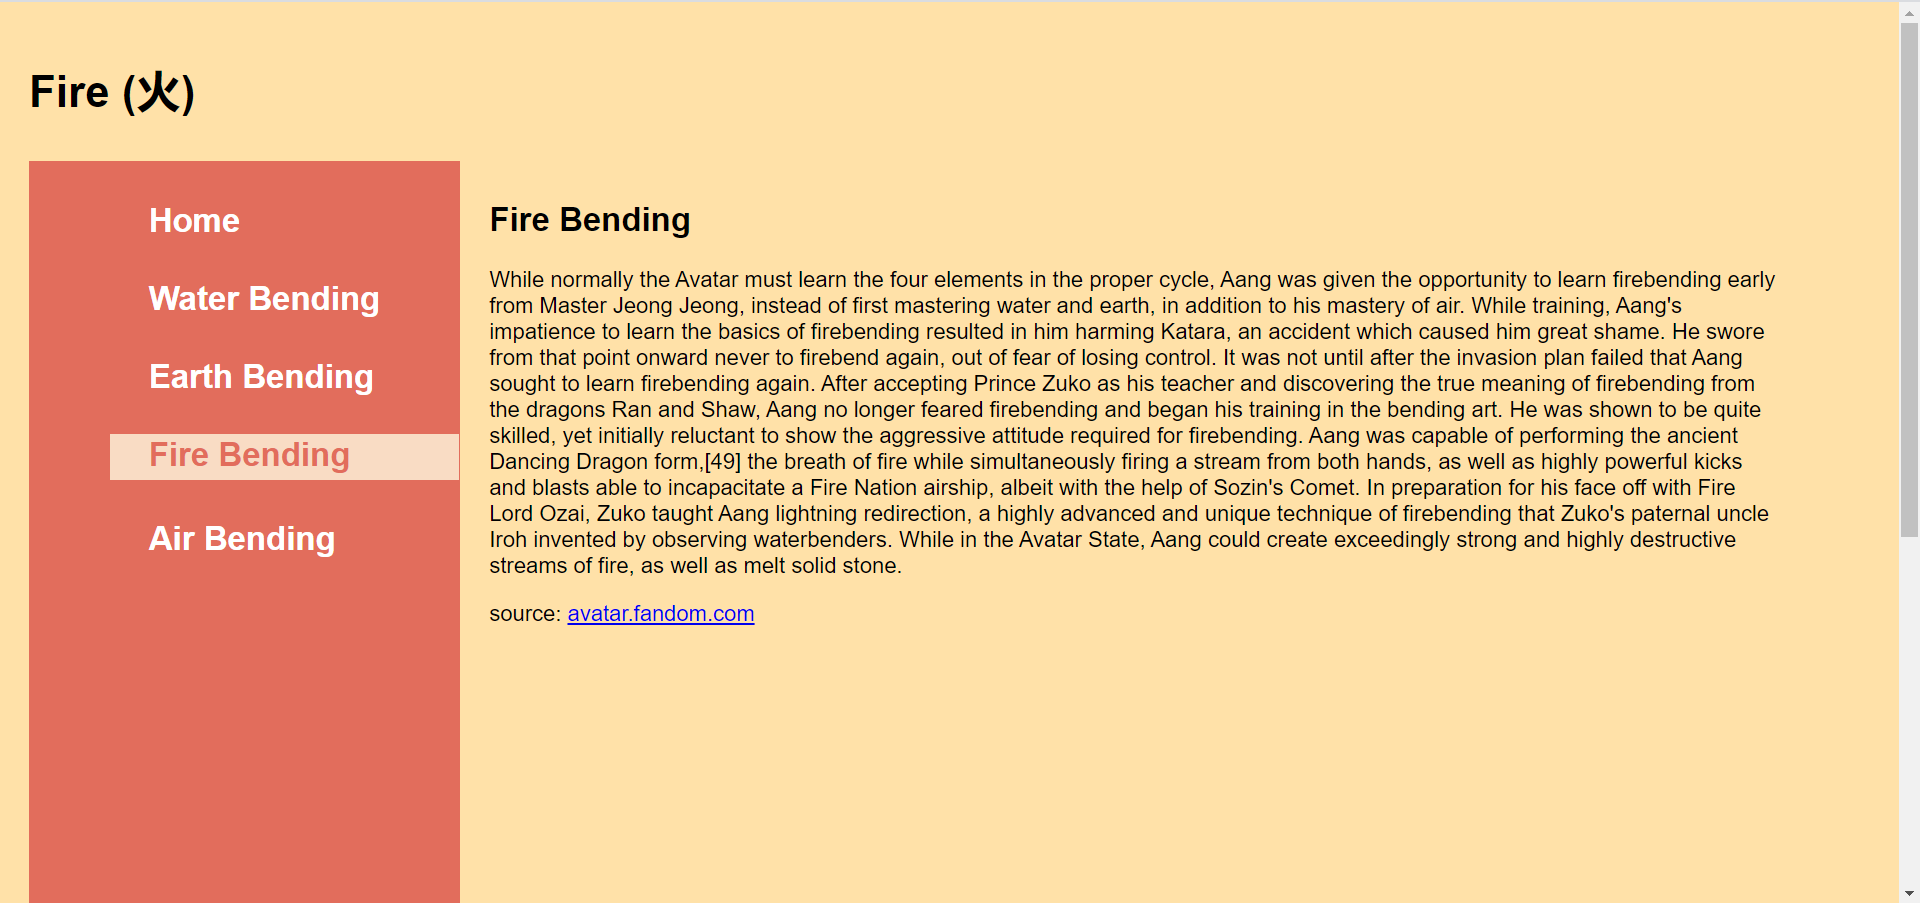 Fire (火)
Home
Water Bending
Earth Bending
Fire Bending
Air Bending
Fire Bending
While normally the Avatar must learn the four elements in the proper cycle, Aang was given the opportunity to learn firebending early
from Master Jeong Jeong, instead of first mastering water and earth, in addition to his mastery of air. While training, Aang's
impatience to learn the basics of firebending resulted in him harming Katara, an accident which caused him great shame. He swore
from that point onward never to firebend again, out of fear of losing control. It was not until after the invasion plan failed that Aang
sought to learn firebending again. After accepting Prince Zuko as his teacher and discovering the true meaning of firebending from
the dragons Ran and Shaw, Aang no longer feared firebending and began his training in the bending art. He was shown to be quite
skilled, yet initially reluctant to show the aggressive attitude required for firebending. Aang was capable of performing the ancient
Dancing Dragon form,[49] the breath of fire while simultaneously firing a stream from both hands, as well as highly powerful kicks
and blasts able to incapacitate a Fire Nation airship, albeit with the help of Sozin's Comet. In preparation for his face off with Fire
Lord Ozai, Zuko taught Aang lightning redirection, a highly advanced and unique technique of firebending that Zuko's paternal uncle
Iroh invented by observing waterbenders. While in the Avatar State, Aang could create exceedingly strong and highly destructive
streams of fire, as well as melt solid stone.
source: avatar.fandom.com